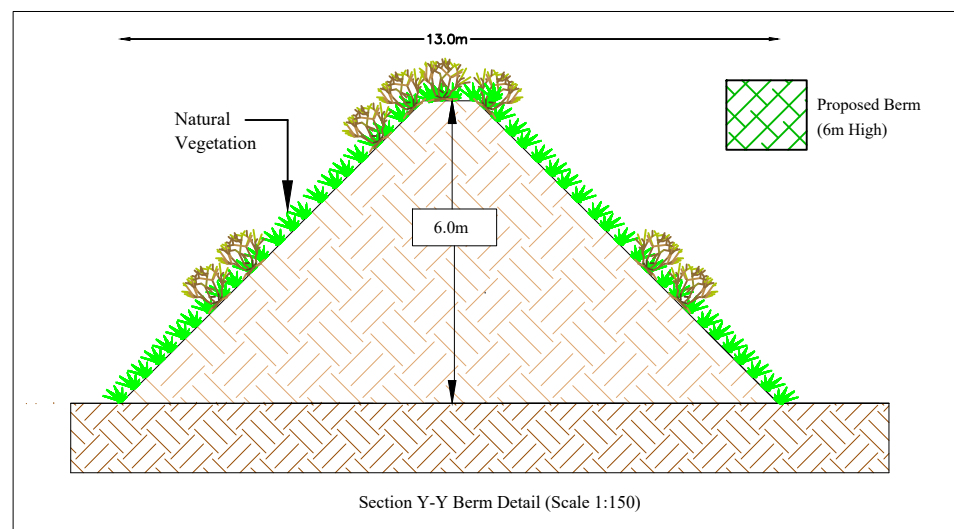 13.0m
Natural
Vegetation
Proposed Berm
(6m High)
6.0m
Section Y-Y Berm Detail (Scale 1:150)